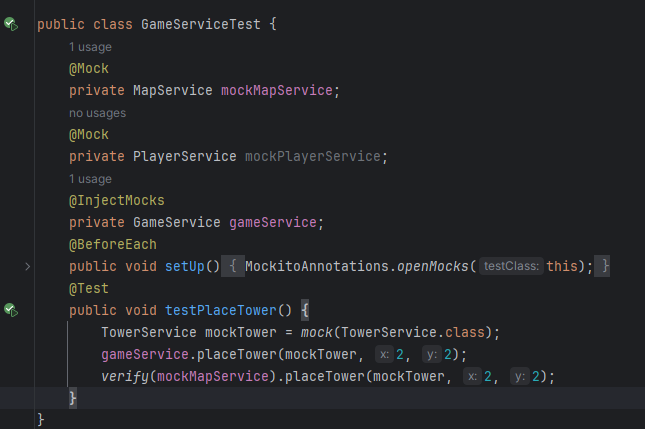 public class GameServiceTest {
1 usage
@Mock
private MapService mockMapService;
no usages
@Mock
private PlayerService mockPlayerService;
1 usage
@InjectMocks
private GameService gameService;
@BeforeEach
public void setUp() { MockitoAnnotations.openMocks( testClass: this); }
@Test
public void testPlaceTower() {
TowerService mockTower = mock(TowerService.class);
gameService.placeTower(mockTower, x: 2, y: 2);
verify(mockMapService).placeTower(mockTower, x: 2, y: 2);
}
}